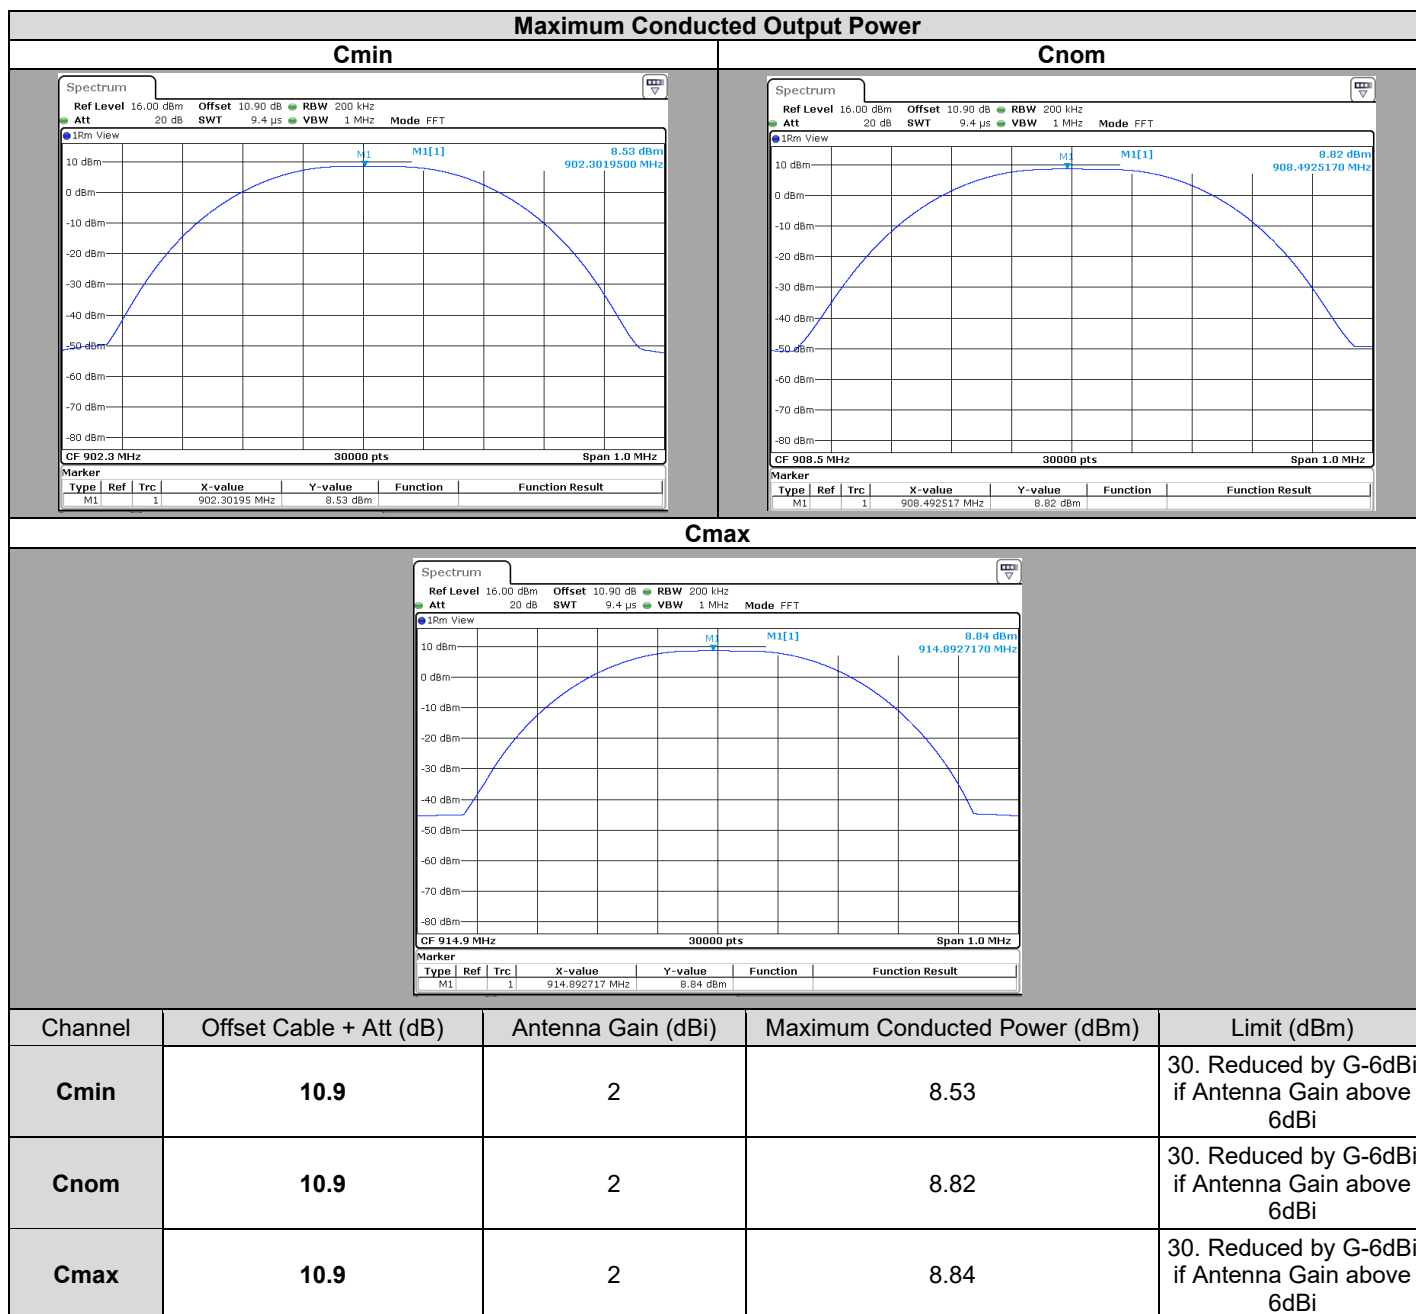 Maximum Conducted Output Power
Cmin Cnom
Spectrum
Ref Level 16.00 dBm Offset 10.90 dB RBW 200 kHz
Att 20 dB SWT 9.4 µs VBW 1 MHz Mode FFT
1Rm View
M1 M1[1] 8.53 dBm
902.3019500 MHz
10 dBm
0 dBm
-10 dBm
-20 dBm
-30 dBm
-40 dBm
-50 dBm
-60 dBm
-70 dBm
-80 dBm
CF 902.3 MHz 30000 pts Span 1.0 MHz
Marker
Type Ref Trc X-value Y-value Function Function Result
M1 1 902.30195 MHz 8.53 dBm
Spectrum
Ref Level 16.00 dBm Offset 10.90 dB RBW 200 kHz
Att 20 dB SWT 9.4 µs VBW 1 MHz Mode FFT
1Rm View
M1 M1[1] 8.82 dBm
908.4925170 MHz
10 dBm
0 dBm
-10 dBm
-20 dBm
-30 dBm
-40 dBm
-50 dBm
-60 dBm
-70 dBm
-80 dBm
CF 908.5 MHz 30000 pts Span 1.0 MHz
Marker
Type Ref Trc X-value Y-value Function Function Result
M1 1 908.492517 MHz 8.82 dBm
Cmax
Spectrum
Ref Level 16.00 dBm Offset 10.90 dB RBW 200 kHz
Att 20 dB SWT 9.4 µs VBW 1 MHz Mode FFT
1Rm View
M1 M1[1] 8.84 dBm
914.8927170 MHz
10 dBm
0 dBm
-10 dBm
-20 dBm
-30 dBm
-40 dBm
-50 dBm
-60 dBm
-70 dBm
-80 dBm
CF 914.9 MHz 30000 pts Span 1.0 MHz
Marker
Type Ref Trc X-value Y-value Function Function Result
M1 1 914.892717 MHz 8.84 dBm
Channel Offset Cable + Att (dB) Antenna Gain (dBi) Maximum Conducted Power (dBm) Limit (dBm)
Cmin 10.9 2 8.53 30. Reduced by G-6dBi
if Antenna Gain above
6dBi
Cnom 10.9 2 8.82 30. Reduced by G-6dBi
if Antenna Gain above
6dBi
Cmax 10.9 2 8.84 30. Reduced by G-6dBi
if Antenna Gain above
6dBi